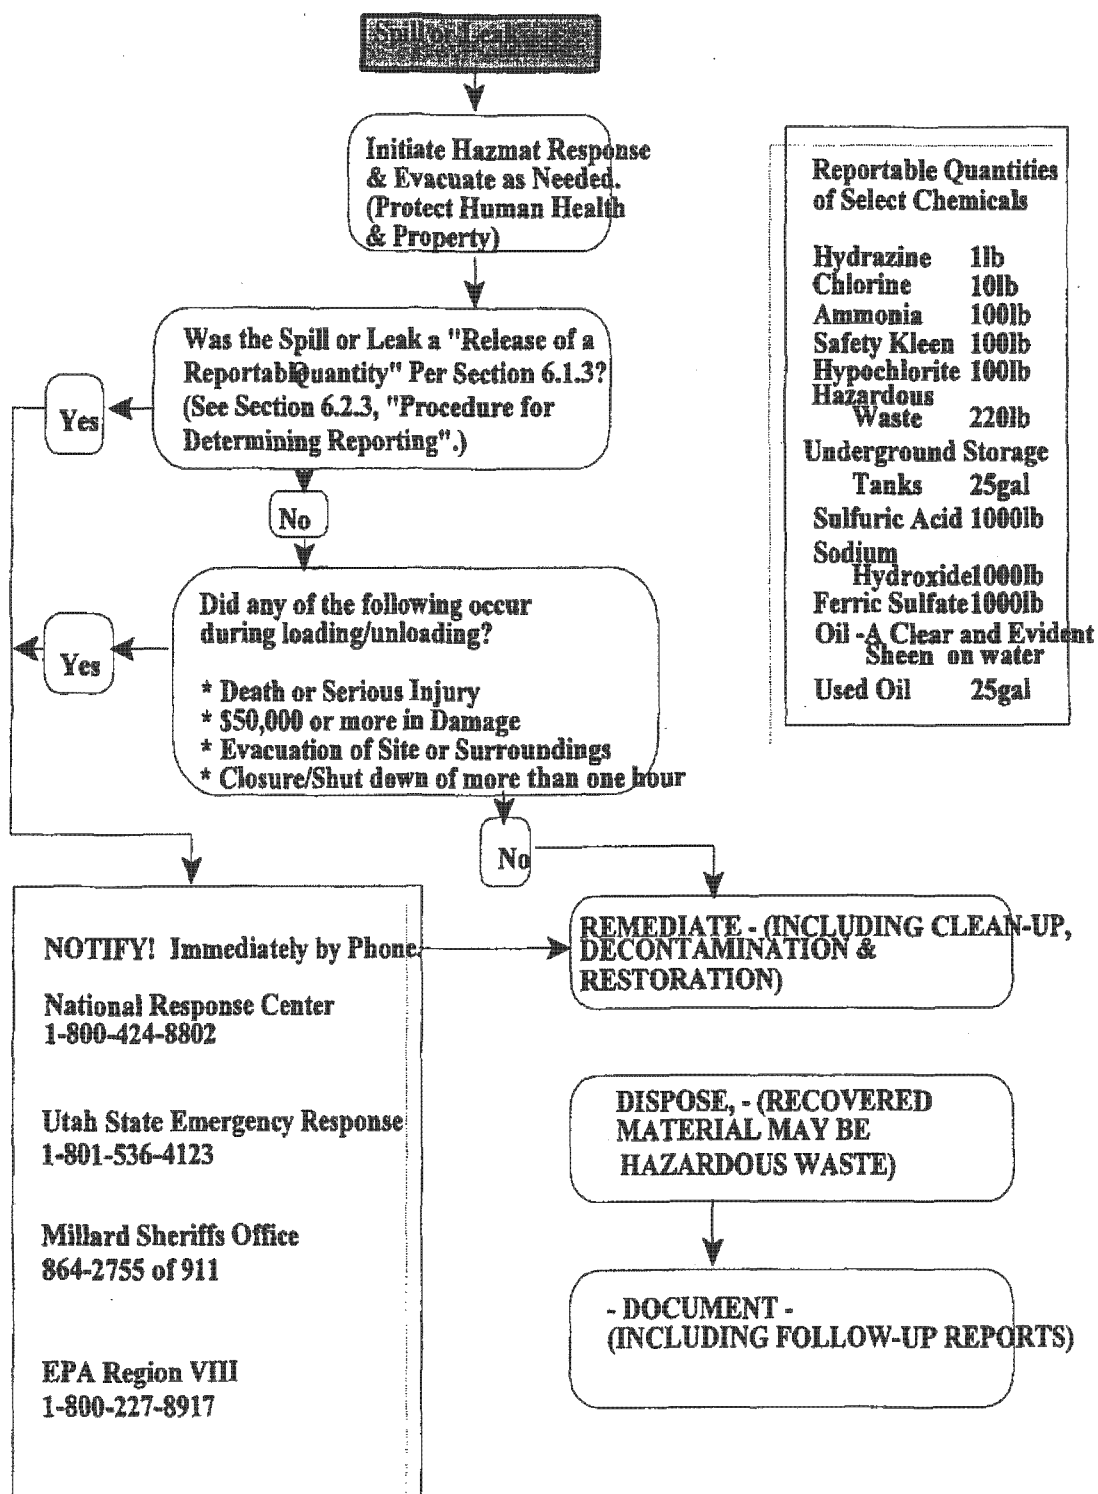 Spill or Leak
Initiate Hazmat Response
& Evacuate as Needed.
(Protect Human Health
& Property)
Was the Spill or Leak a "Release of a
Reportable Quantity" Per Section 6.1.3?
(See Section 6.2.3, "Procedure for
Determining Reporting".)
Yes
No
Did any of the following occur
during loading/unloading?
* Death or Serious Injury
* $50,000 or more in Damage
* Evacuation of Site or Surroundings
* Closure/Shut down of more than one hour
Yes
No
NOTIFY! Immediately by Phone.
National Response Center
1-800-424-8802
Utah State Emergency Response
1-801-536-4123
Millard Sheriffs Office
864-2755 of 911
EPA Region VIII
1-800-227-8917
REMEDIATE - (INCLUDING CLEAN-UP,
DECONTAMINATION &
RESTORATION)
DISPOSE, - (RECOVERED
MATERIAL MAY BE
HAZARDOUS WASTE)
- DOCUMENT -
(INCLUDING FOLLOW-UP REPORTS)
Reportable Quantities
of Select Chemicals
Hydrazine 1lb
Chlorine 10lb
Ammonia 100lb
Safety Kleen 100lb
Hypochlorite 100lb
Hazardous
Waste 220lb
Underground Storage
Tanks 25gal
Sulfuric Acid 1000lb
Sodium
Hydroxide1000lb
Ferric Sulfate1000lb
Oil -A Clear and Evident
Sheen on water
Used Oil 25gal